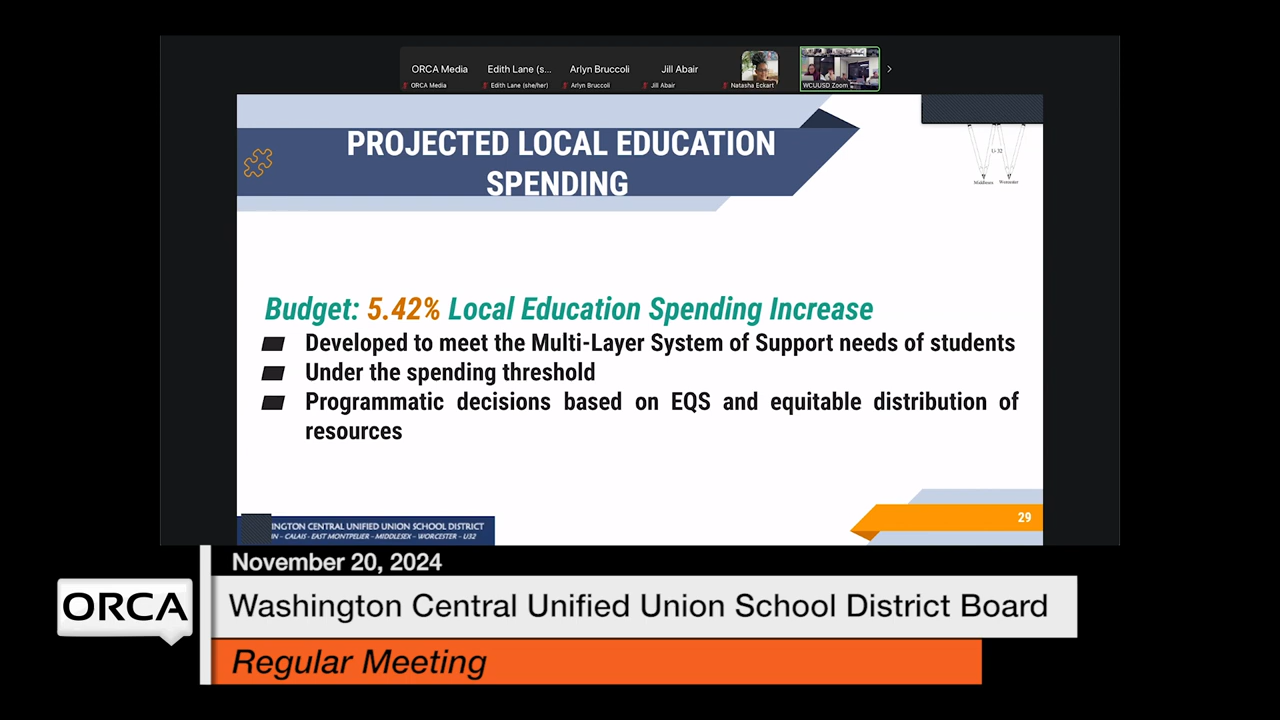 ORCA Media
Edith Lane (s...
Arlyn Bruccoli
Jill Abair
ORCA Media
Edith Lane (she/her)
Arlyn Bruccoli
Jill Abair
Natasha Eckart
WCUUSD Zoom
PROJECTED LOCAL EDUCATION
SPENDING
U-32
Middlesex
Worcester
Budget: 5.42% Local Education Spending Increase
Developed to meet the Multi-Layer System of Support needs of students
Under the spending threshold
Programmatic decisions based on EQS and equitable distribution of
resources
INGTON CENTRAL UNIFIED UNION SCHOOL DISTRICT
N - CALAIS - EAST MONTPELIER - MIDDLESEX - WORCESTER - U32
29
November 20, 2024
ORCA
Washington Central Unified Union School District Board
Regular Meeting